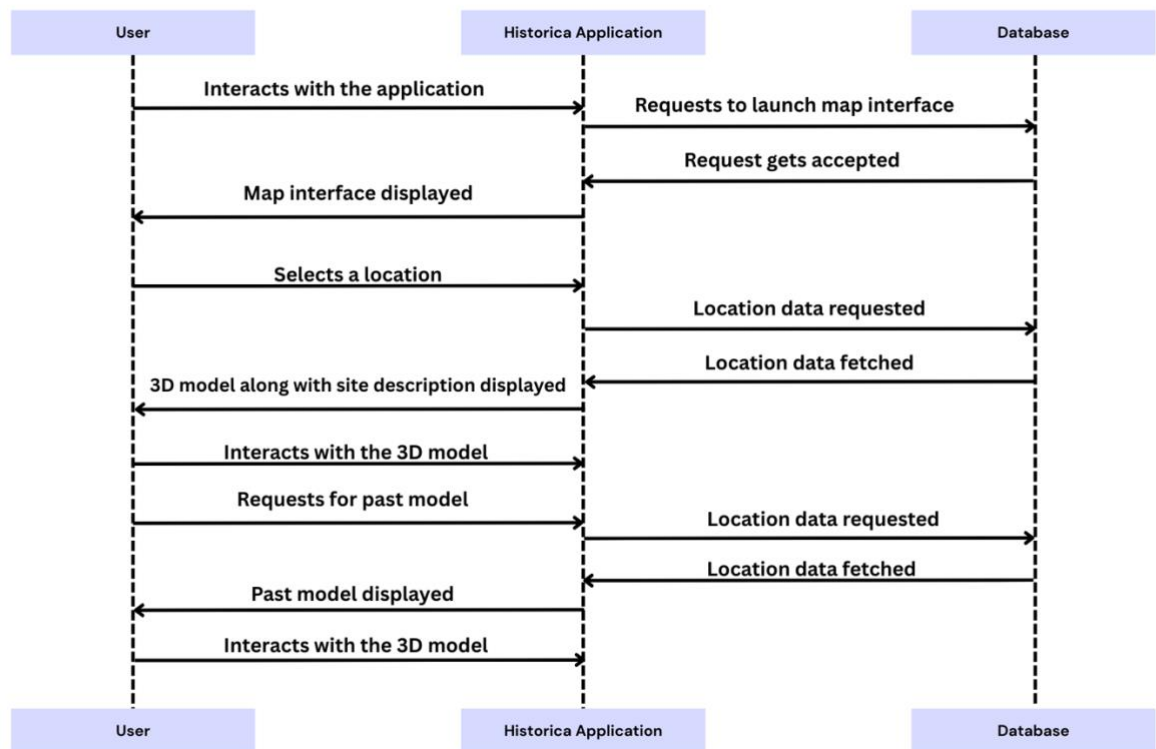 User
Historica Application
Database
Interacts with the application
Requests to launch map interface
Request gets accepted
Map interface displayed
Selects a location
Location data requested
Location data fetched
3D model along with site description displayed
Interacts with the 3D model
Requests for past model
Location data requested
Location data fetched
Past model displayed
Interacts with the 3D model
User
Historica Application
Database